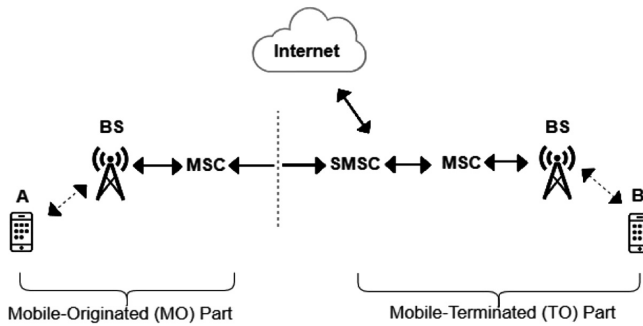 Internet
BS
BS
MSC
SMSC
MSC
A
B
Mobile-Originated (MO) Part
Mobile-Terminated (TO) Part